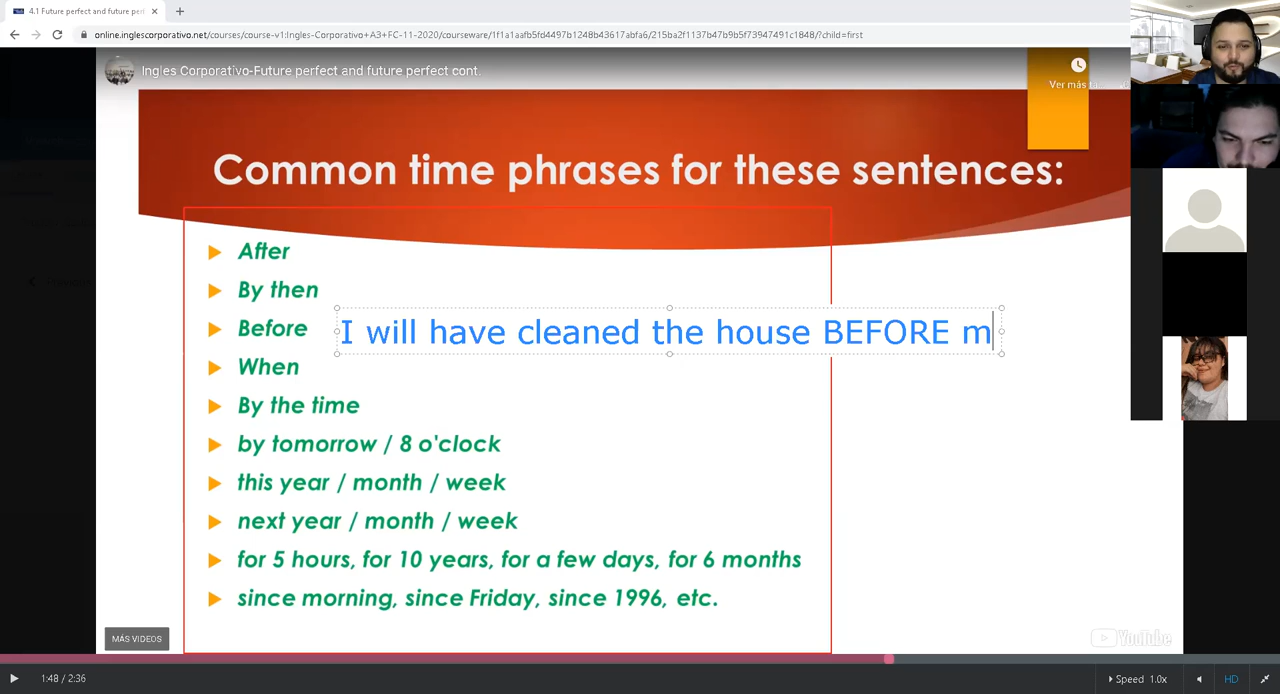 4.1 Future perfect and future perf
online.inglescorporativo.net/courses/course-v1:Ingles-Corporativo+A3+FC-11-2020/courseware/1f1a1aafb5fd4497b1248b43617abfa6/215ba2f1137b47b9b5f73947491c1848/?child=first
Ingles Corporativo-Future perfect and future perfect cont.
Ver más
Common time phrases for these sentences:
After
By then
Before
I will have cleaned the house BEFORE m
When
By the time
by tomorrow / 8 o'clock
this year / month / week
next year / month / week
for 5 hours, for 10 years, for a few days, for 6 months
since morning, since Friday, since 1996, etc.
MÁS VIDEOS
YouTube
1:48 / 2:36
Speed 1.0x
HD